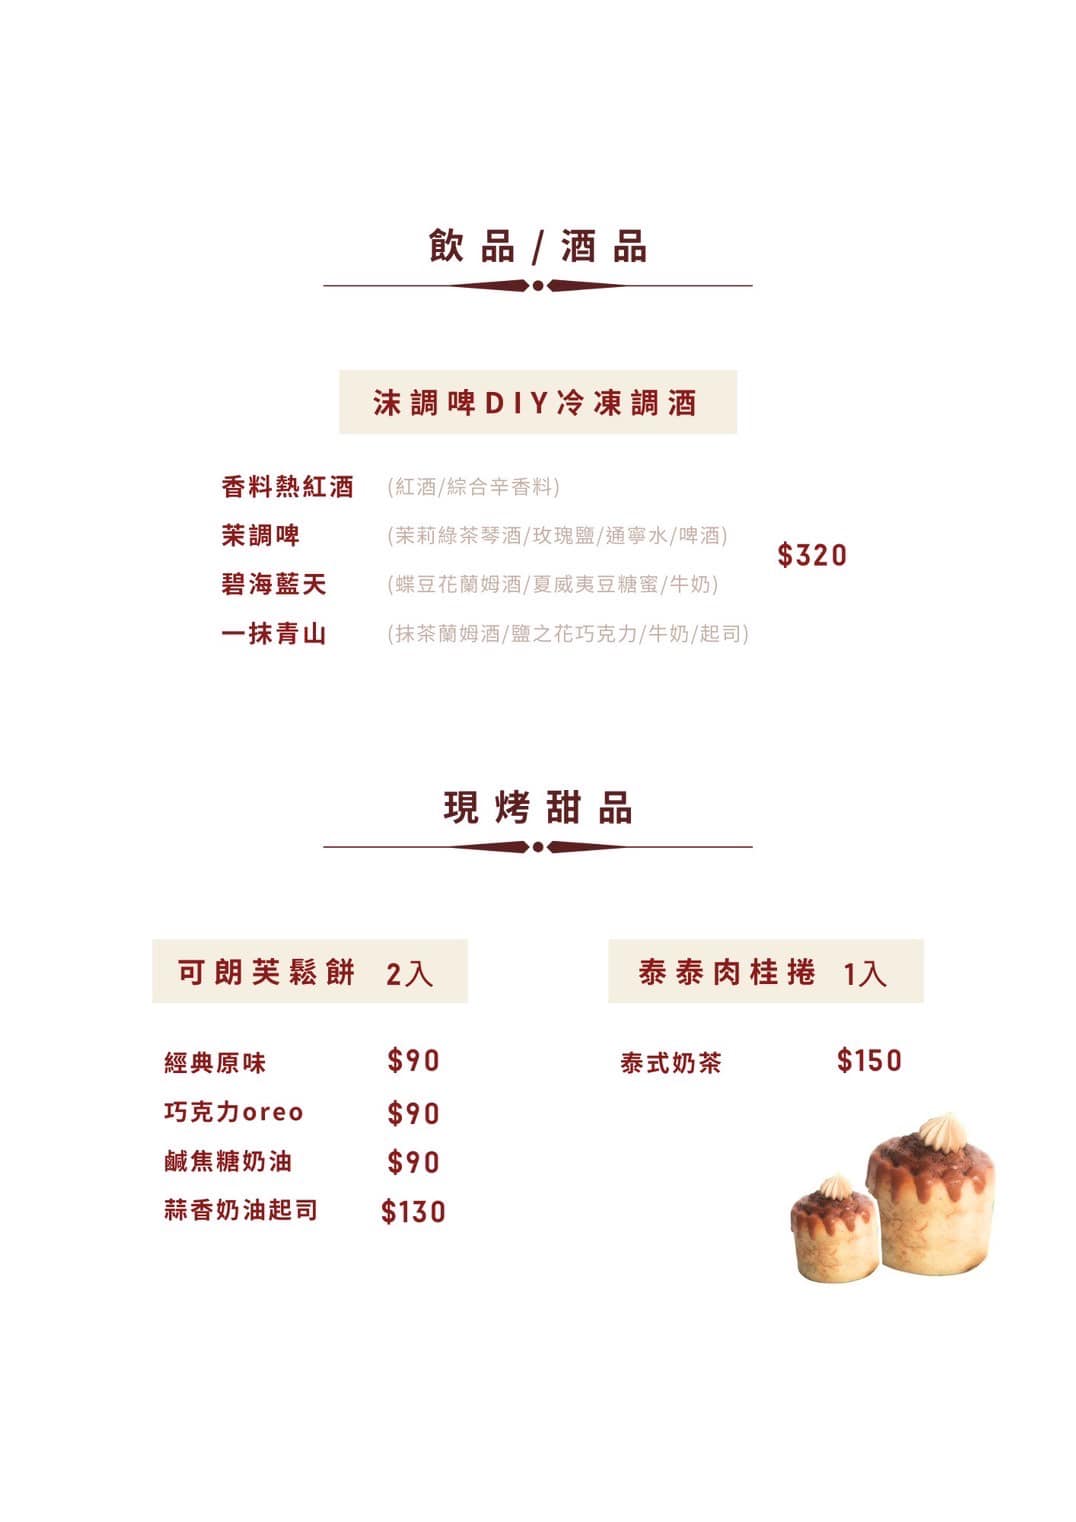 飲品/酒品
沫調啤DIY冷凍調酒
香料熱紅酒 (紅酒/綜合辛香料)
茉調啤 (茉莉綠茶琴酒/玫瑰鹽/通寧水/啤酒)
$320
碧海藍天 (蝶豆花蘭姆酒/夏威夷豆糖蜜/牛奶)
一抹青山 (抹茶蘭姆酒/鹽之花巧克力/牛奶/起司)
現烤甜品
可朗芙鬆餅 2入
經典原味 $90
巧克力oreo $90
鹹焦糖奶油 $90
蒜香奶油起司 $130
泰泰肉桂捲 1入
泰式奶茶 $150